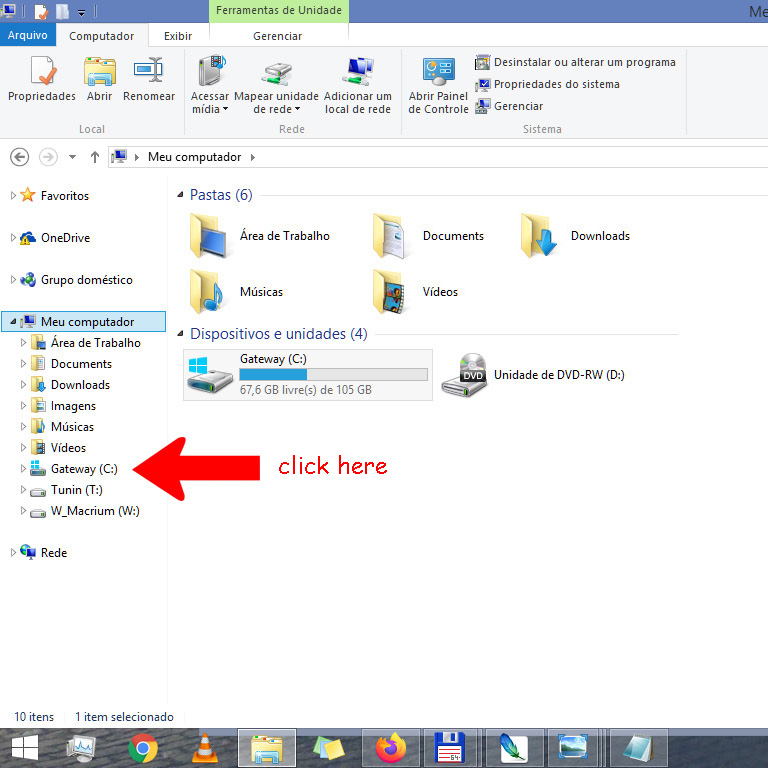 Ferramentas de Unidade
Me
Arquivo
Computador
Exibir
Gerenciar
Propriedades
Abrir
Renomear
Acessar mídia
Mapear unidade de rede
Adicionar um local de rede
Abrir Painel de Controle
Desinstalar ou alterar um programa
Propriedades do sistema
Gerenciar
Local
Rede
Sistema
Meu computador
Favoritos
OneDrive
Grupo doméstico
Meu computador
Área de Trabalho
Documents
Downloads
Imagens
Músicas
Vídeos
Gateway (C:)
Tunin (T:)
W_Macrium (W:)
Rede
Pastas (6)
Área de Trabalho
Documents
Downloads
Músicas
Vídeos
Dispositivos e unidades (4)
Gateway (C:)
67,6 GB livre(s) de 105 GB
DVD
Unidade de DVD-RW (D:)
click here
10 itens
1 item selecionado
64